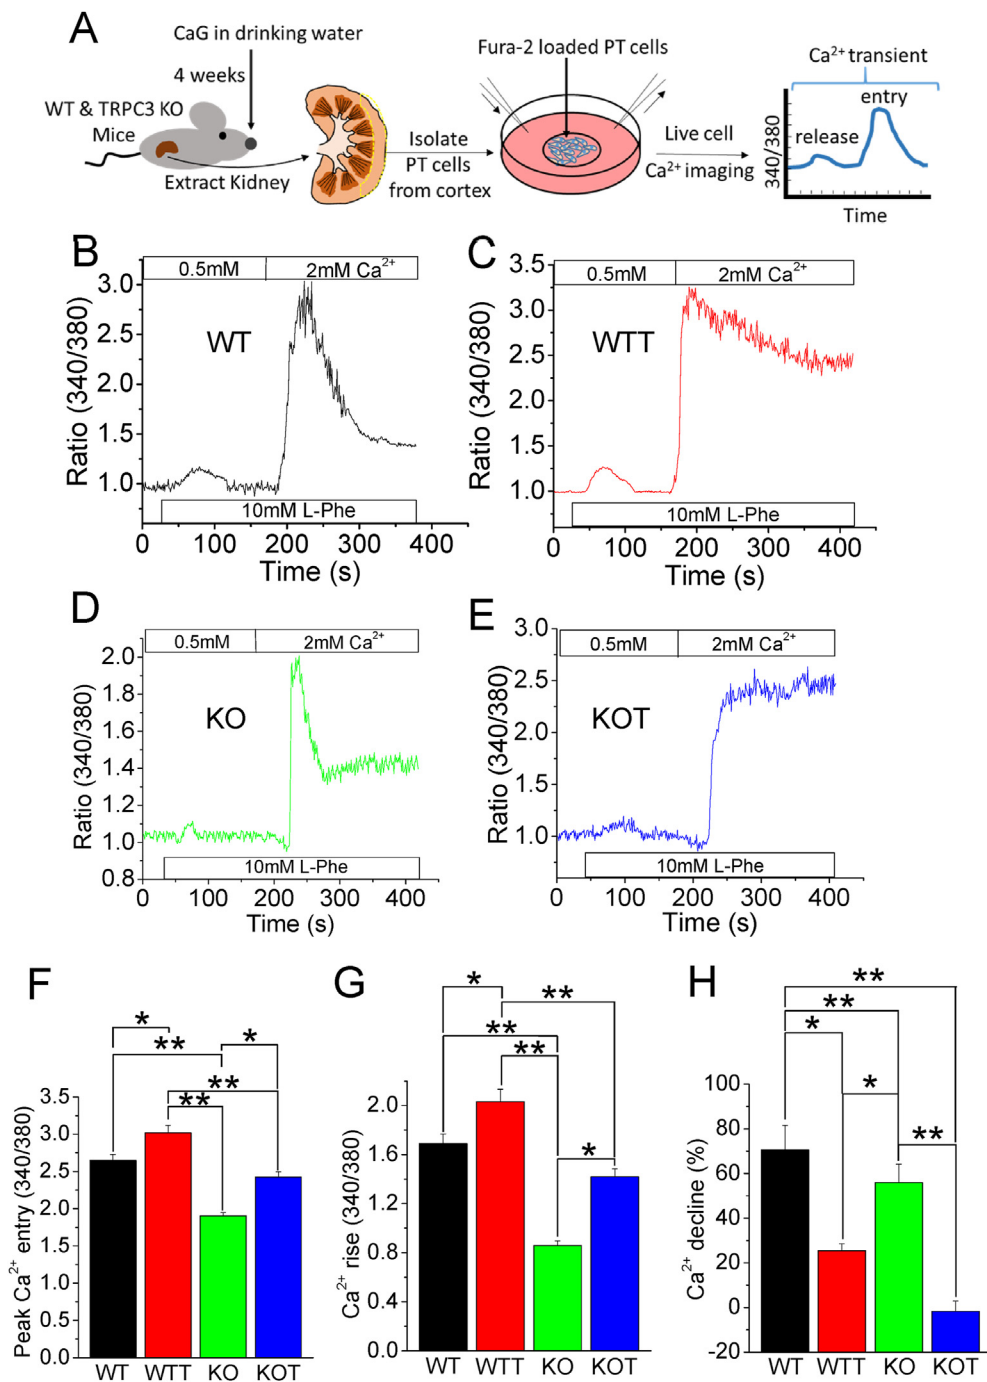 A
CaG in drinking water
4 weeks
WT & TRPC3 KO
Mice
Extract Kidney
Isolate
PT cells
from cortex
Fura-2 loaded PT cells
Live cell
Ca²⁺ imaging
Ca²⁺ transient
entry
release
340/380
Time
B
0.5mM
2mM Ca²⁺
WT
Ratio (340/380)
3.0
2.5
2.0
1.5
1.0
10mM L-Phe
0
100
200
300
400
Time (s)
C
0.5mM
2mM Ca²⁺
WTT
Ratio (340/380)
3.5
3.0
2.5
2.0
1.5
1.0
10mM L-Phe
0
100
200
300
400
Time (s)
D
0.5mM
2mM Ca²⁺
KO
Ratio (340/380)
2.0
1.8
1.6
1.4
1.2
1.0
0.8
10mM L-Phe
0
100
200
300
400
Time (s)
E
0.5mM
2mM Ca²⁺
KOT
Ratio (340/380)
3.0
2.5
2.0
1.5
1.0
10mM L-Phe
0
100
200
300
400
Time (s)
F
*
**
*
**
**
Peak Ca²⁺ entry (340/380)
3.5
3.0
2.5
2.0
1.5
1.0
0.5
0.0
WT
WTT
KO
KOT
G
*
**
**
**
*
Ca²⁺ rise (340/380)
2.0
1.6
1.2
0.8
0.4
0.0
WT
WTT
KO
KOT
H
**
**
*
*
**
Ca²⁺ decline (%)
100
80
60
40
20
0
-20
WT
WTT
KO
KOT